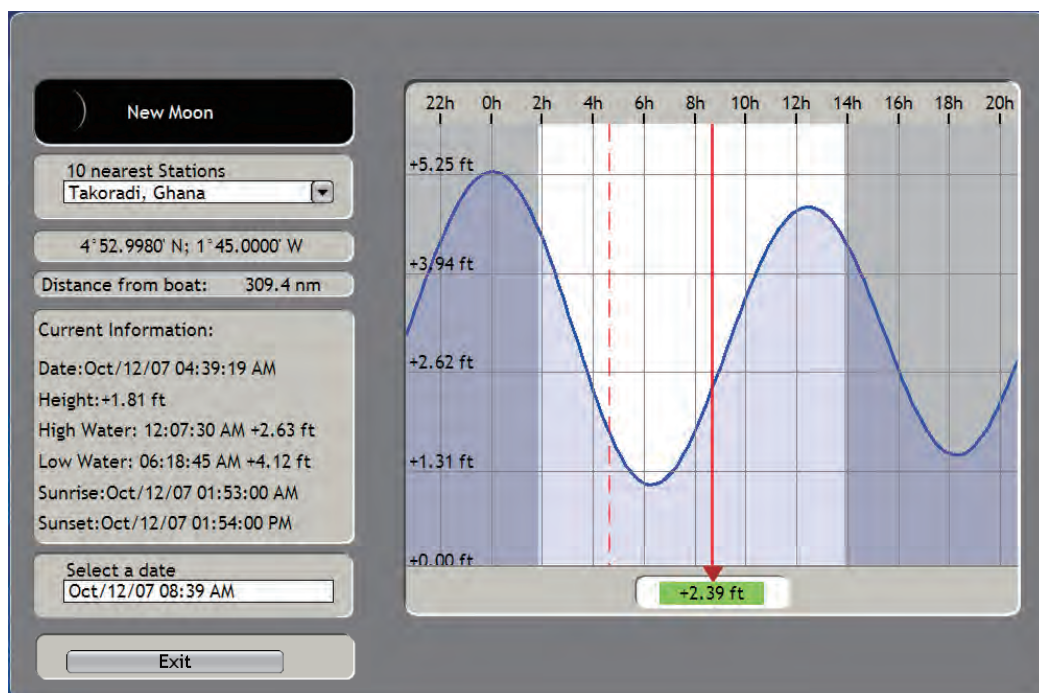 New Moon
10 nearest Stations
Takoradi, Ghana
4°52.9980' N; 1°45.0000' W
Distance from boat: 309.4 nm
Current Information:
Date:Oct/12/07 04:39:19 AM
Height:+1.81 ft
High Water: 12:07:30 AM +2.63 ft
Low Water: 06:18:45 AM +4.12 ft
Sunrise:Oct/12/07 01:53:00 AM
Sunset:Oct/12/07 01:54:00 PM
Select a date
Oct/12/07 08:39 AM
Exit
22h 0h 2h 4h 6h 8h 10h 12h 14h 16h 18h 20h
+5.25 ft
+3.94 ft
+2.62 ft
+1.31 ft
+0.00 ft
+2.39 ft